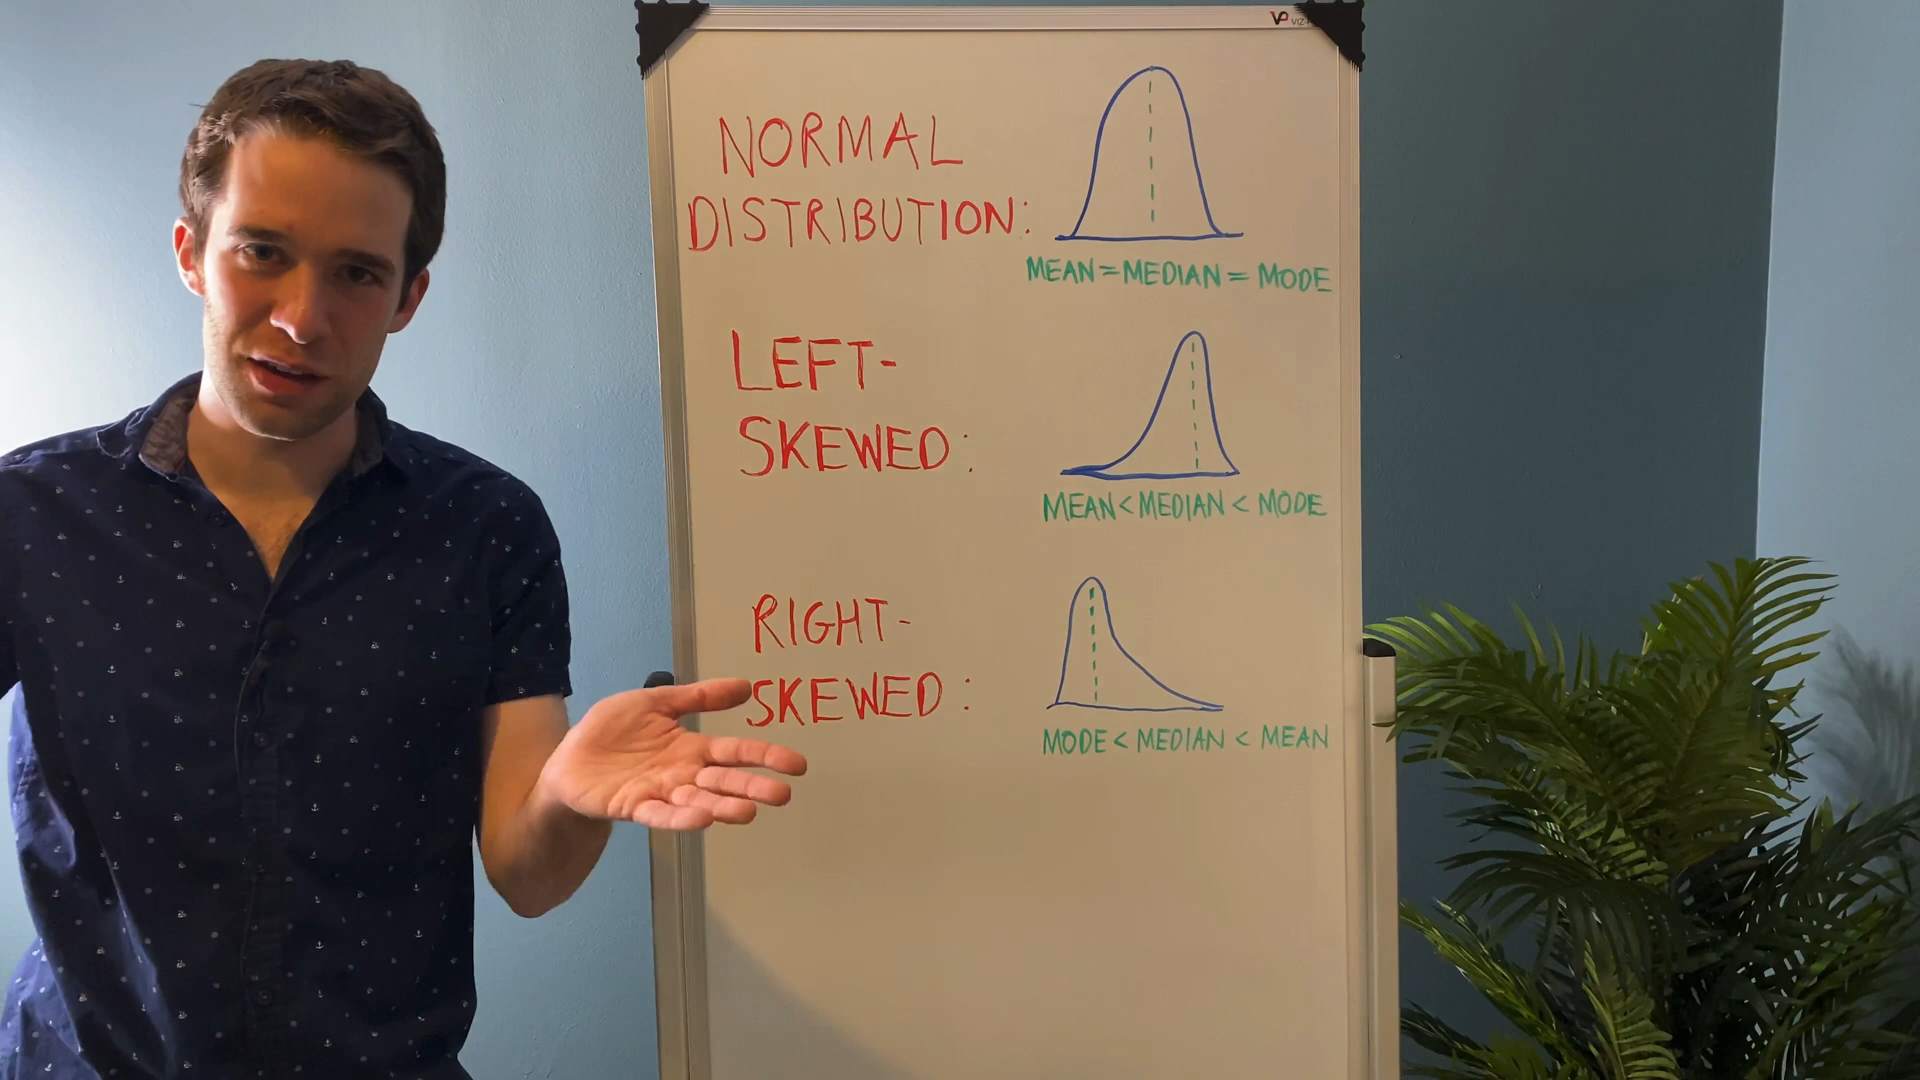 NORMAL
DISTRIBUTION:
MEAN = MEDIAN = MODE
LEFT-
SKEWED:
MEAN < MEDIAN < MODE
RIGHT-
SKEWED:
MODE < MEDIAN < MEAN